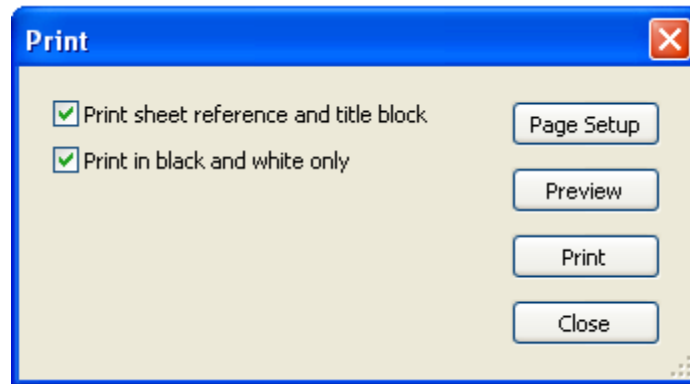 Print
Print sheet reference and title block
Print in black and white only
Page Setup
Preview
Print
Close